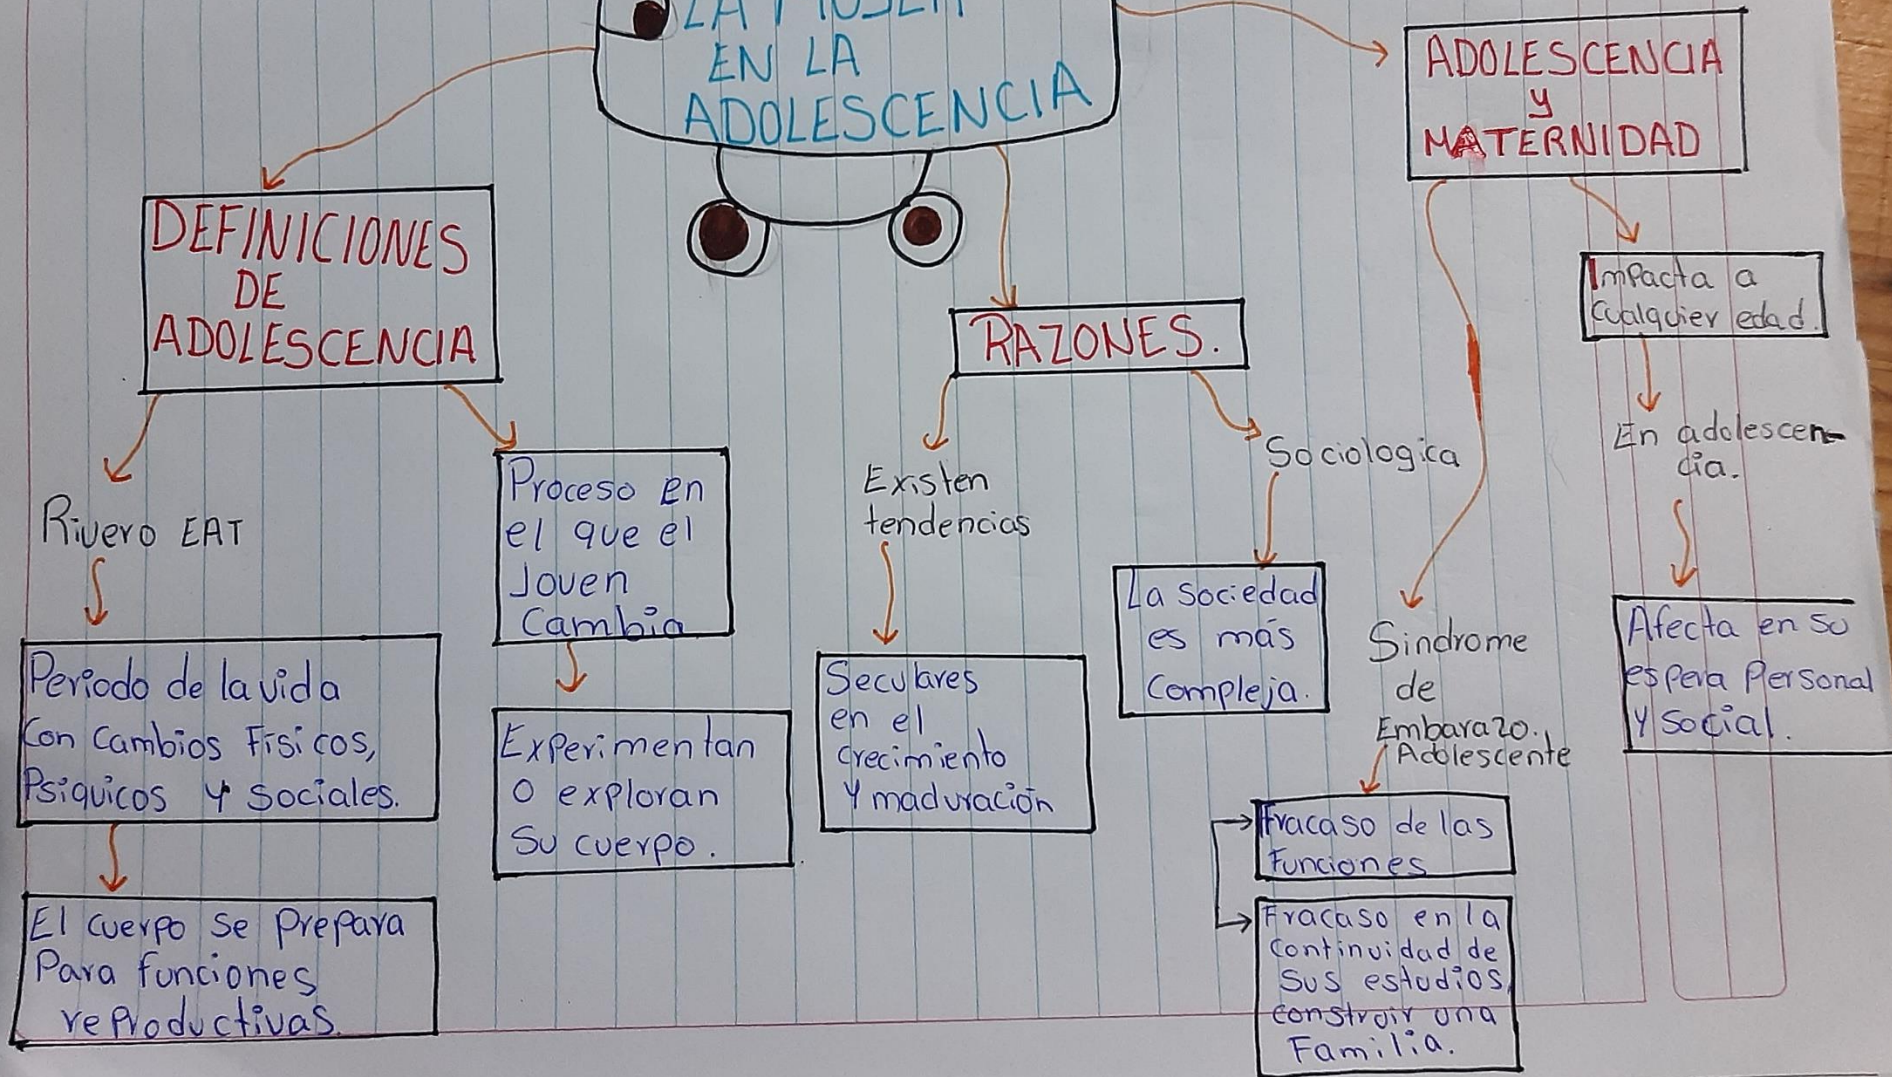 LA MUJER
EN LA
ADOLESCENCIA
DEFINICIONES
DE
ADOLESCENCIA
Rivero EAT
Periodo de la vida
Con cambios Físicos,
Psiquicos y sociales.
El cuerpo se prepara
Para funciones
reproductivas.
Proceso en
el que el
Joven
Cambia
Experimentan
o exploran
Su cuerpo.
RAZONES.
Existen
tendencias
Seculares
en el
crecimiento
y maduración
Sociologica
La sociedad
es más
Compleja.
ADOLESCENCIA
y
MATERNIDAD
Sindrome
de
Embarazo.
Adolescente
Fracaso de las
Funciones
Fracaso en la
continuidad de
sus estudios,
construir una
Familia.
Impacta a
Cualquier edad.
En adolescen-
cia.
Afecta en su
espera Personal
y social.